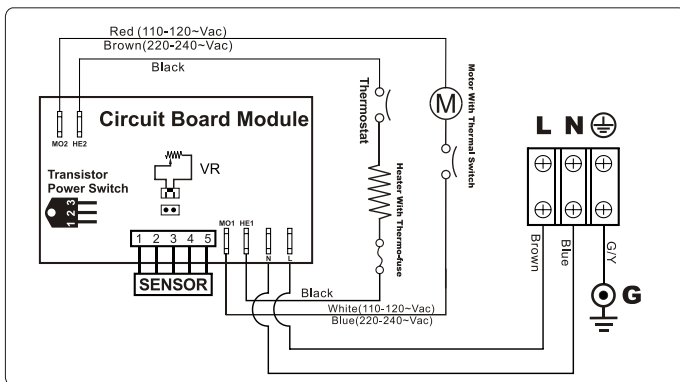 Red (110-120~Vac)
Brown(220-240~Vac)
Black
Circuit Board Module
MO2 HE2
VR
Transistor
Power Switch
1 2 3
MO1 HE1
1 2 3 4 5
N L
SENSOR
Thermostat
Heater With Thermo-fuse
Motor With Thermal Switch
M
Black
White(110-120~Vac)
Blue(220-240~Vac)
L N
Brown
Blue
G/Y
G